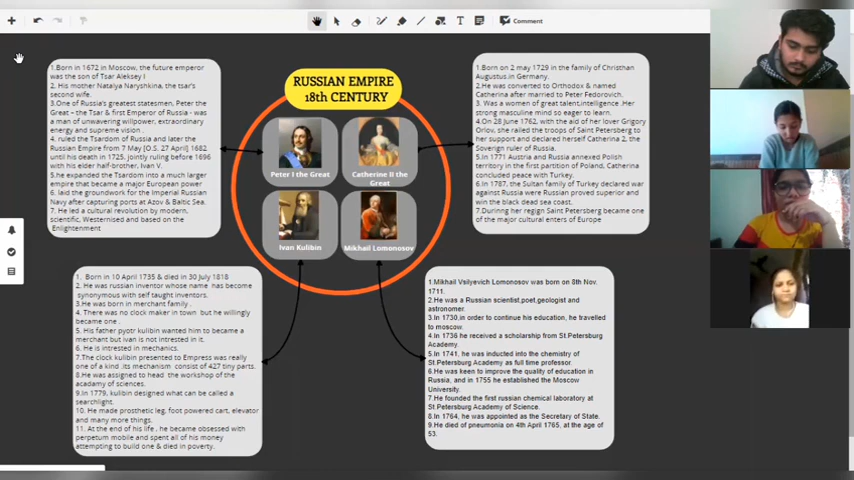 Comment
RUSSIAN EMPIRE
18th CENTURY
1.Born in 1672 in Moscow, the future emperor
was the son of Tsar Aleksey I
2. His mother Natalya Naryshkina, the tsar's
second wife.
3.One of Russia's greatest statesmen, Peter the
Great – the Tsar & first Emperor of Russia - was
a man of unwavering willpower, extraordinary
energy and supreme vision .
4. ruled the Tsardom of Russia and later the
Russian Empire from 7 May [O.S. 27 April] 1682
until his death in 1725, jointly ruling before 1696
with his elder half-brother, Ivan V.
5.he expanded the Tsardom into a much larger
empire that became a major European power
6. laid the groundwork for the Imperial Russian
Navy after capturing ports at Azov & Baltic Sea.
7. He led a cultural revolution by modern,
scientific, Westernised and based on the
Enlightenment
Peter I the Great
Catherine II the
Great
Ivan Kulibin
Mikhail Lomonosov
1.Born on 2 may 1729 in the family of Christhan
Augustus.in Germany.
2.He was converted to Orthodox & named
Catherina after married to Peter Fedorovich.
3. Was a women of great talent.intelligence .Her
strong masculine mind so eager to learn.
4.On 28 June 1762, with the aid of her lover Grigory
Orlov, she railed the troops of Saint Petersberg to
her support and declared herself Catherina 2, the
Soverign ruler of Russia.
5.In 1771 Austria and Russia annexed Polish
territory in the first partition of Poland, Catherina
concluded peace with Turkey.
6.In 1787, the Sultan family of Turkey declared war
against Russia were Russian proved superior and
win the black dead sea coast.
7.Durinng her regign Saint Petersberg became one
of the major cultural enters of Europe
1. Born in 10 April 1735 & died in 30 July 1818
2. He was russian inventor whose name has become
synonymous with self taught inventors.
3.He was born in merchant family .
4. There was no clock maker in town but he willingly
became one .
5. His father pyotr kulibin wanted him to became a
merchant but ivan is not intrested in it.
6. He is intrested in mechanics.
7.The clock kulibin presented to Empress was really
one of a kind .its mechanism consist of 427 tiny parts.
8.He was assigned to head the workshop of the
acadamy of sciences.
9.In 1779, kulibin designed what can be called a
searchlight.
10. He made prosthetic leg, foot powered cart, elevator
and many more things.
11. At the end of his life , he became obsessed with
perpetum mobile and spent all of his money
attempting to build one & died in poverty.
1.Mikhail Vsilyevich Lomonosov was born on 8th Nov.
1711.
2.He was a Russian scientist,poet,geologist and
astronomer.
3.In 1730,in order to continue his education, he travelled
to moscow.
4.In 1736 he received a scholarship from St.Petersburg
Academy.
5.In 1741. he was inducted into the chemistry of
St.Petersburg Academy as full time professor.
6.He was keen to improve the quality of education in
Russia, and in 1755 he established the Moscow
University.
7.He founded the first russian chemical laboratory at
St.Petersburg Academy of Science.
8.In 1764, he was appointed as the Secretary of State.
9.He died of pneumonia on 4th April 1765, at the age of
53.